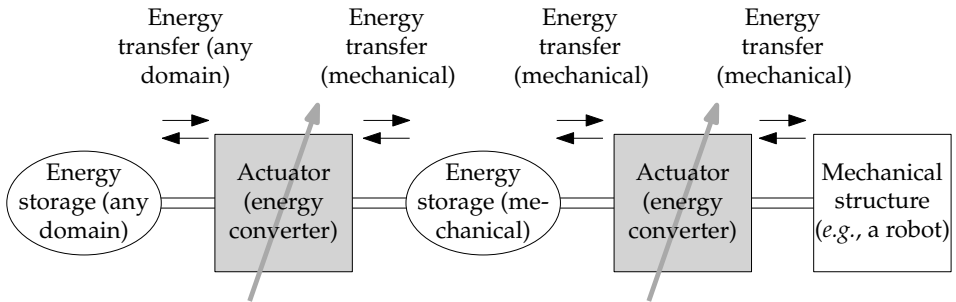 Energy
transfer (any
domain)
Energy
transfer
(mechanical)
Energy
transfer
(mechanical)
Energy
transfer
(mechanical)
Energy
storage (any
domain)
Actuator
(energy
converter)
Energy
storage (me-
chanical)
Actuator
(energy
converter)
Mechanical
structure
(e.g., a robot)